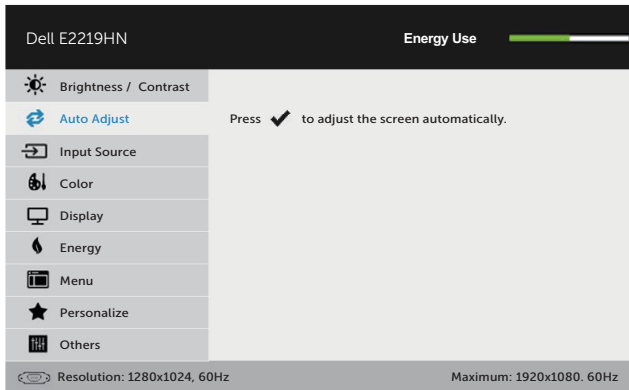 Dell E2219HN
Energy Use
Brightness / Contrast
Auto Adjust
Press ✔ to adjust the screen automatically.
Input Source
Color
Display
Energy
Menu
Personalize
Others
Resolution: 1280x1024, 60Hz
Maximum: 1920x1080. 60Hz